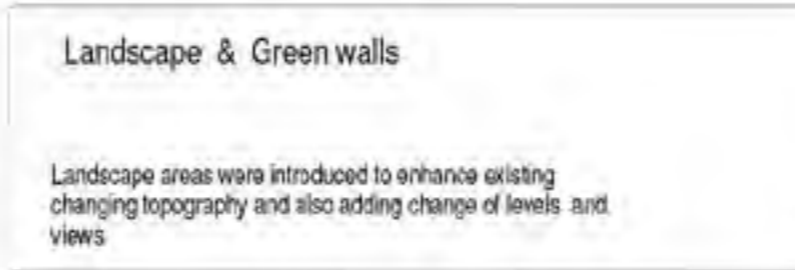 Landscape & Green walls
Landscape areas were introduced to enhance existing
changing topography and also adding change of levels and
views